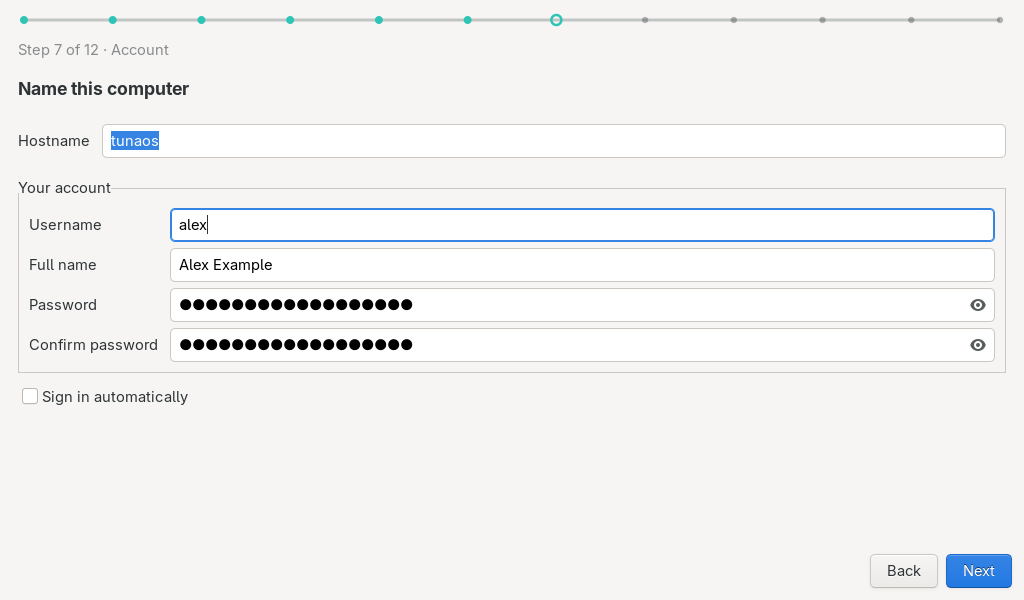 Step 7 of 12 · Account
Name this computer
Hostname tunaos
Your account
Username alex
Full name Alex Example
Password ●●●●●●●●●●●●●●●●●●
Confirm password ●●●●●●●●●●●●●●●●●●
Sign in automatically
Back Next